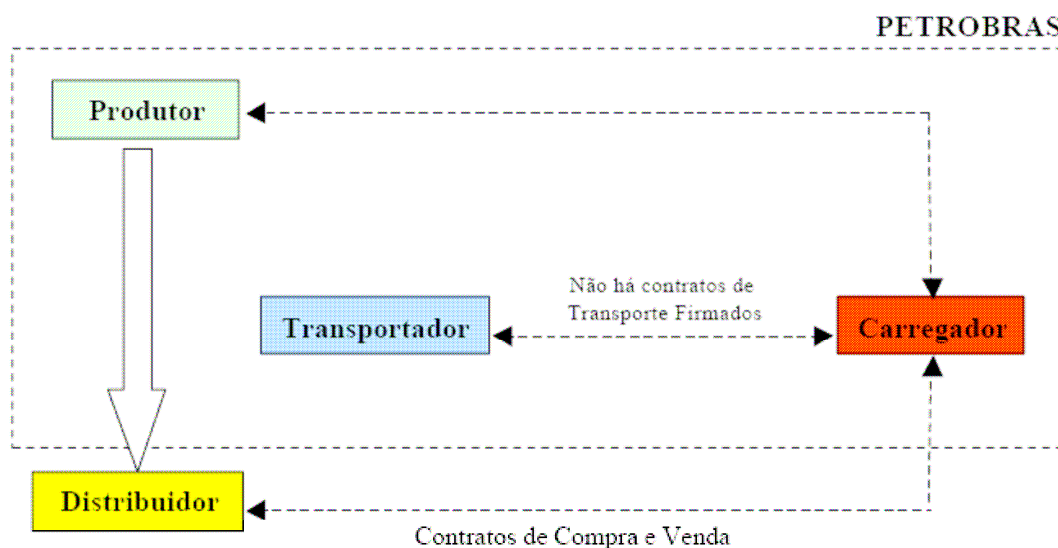 PETROBRAS
Produtor
Não há contratos de
Transporte Firmados
Transportador
Carregador
Distribuidor
Contratos de Compra e Venda